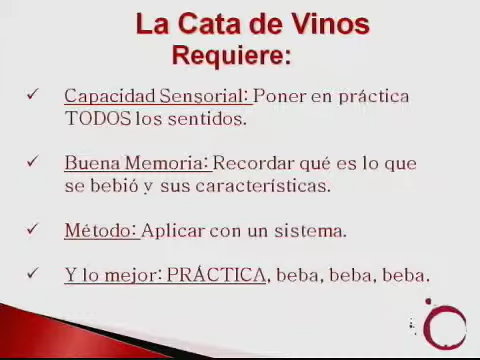 La Cata de Vinos
Requiere:
Capacidad Sensorial: Poner en práctica
TODOS los sentidos.
Buena Memoria: Recordar qué es lo que
se bebió y sus características.
Método: Aplicar con un sistema.
Y lo mejor: PRÁCTICA, beba, beba, beba.